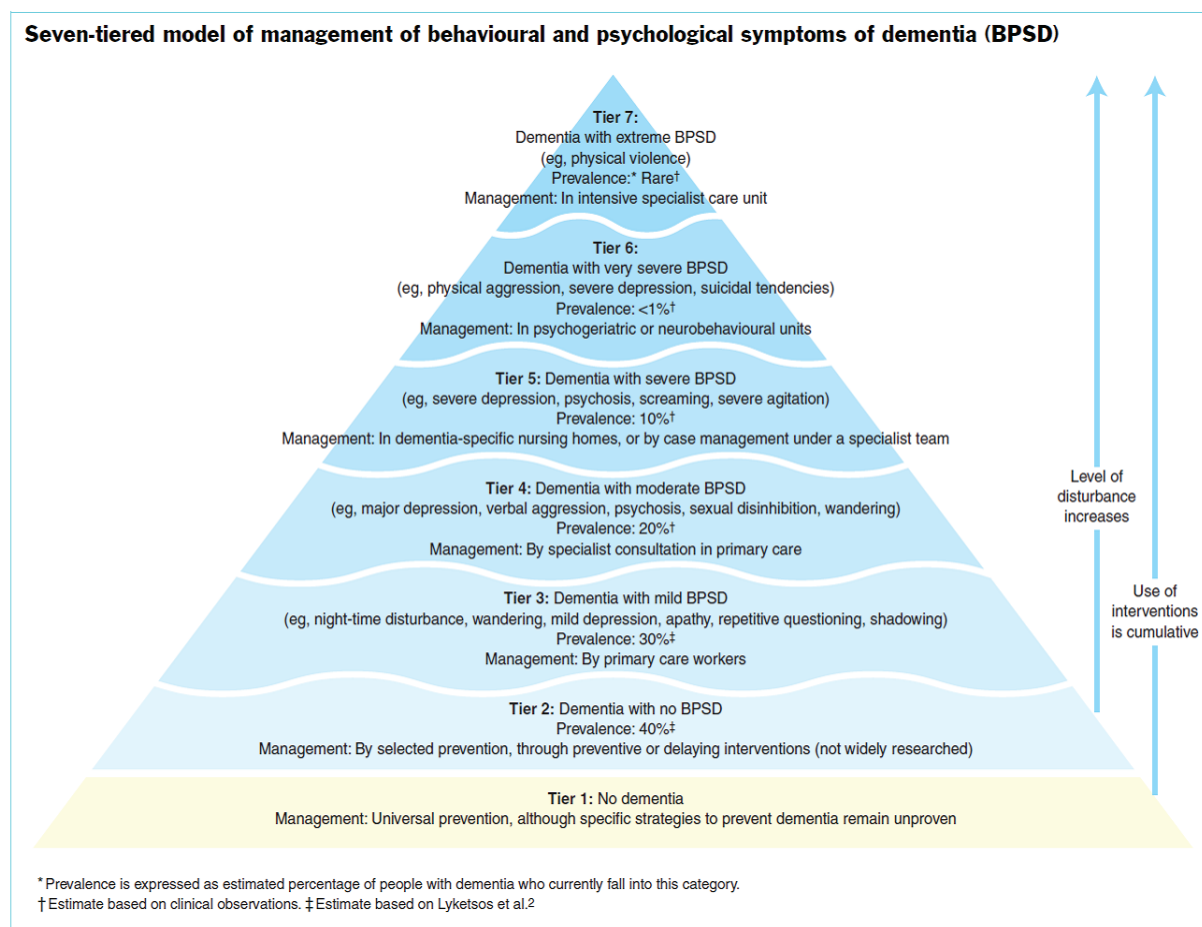 Seven-tiered model of management of behavioural and psychological symptoms of dementia (BPSD)
Tier 7:
Dementia with extreme BPSD
(eg, physical violence)
Prevalence:* Rare†
Management: In intensive specialist care unit
Tier 6:
Dementia with very severe BPSD
(eg, physical aggression, severe depression, suicidal tendencies)
Prevalence: <1%†
Management: In psychogeriatric or neurobehavioural units
Tier 5: Dementia with severe BPSD
(eg, severe depression, psychosis, screaming, severe agitation)
Prevalence: 10%†
Management: In dementia-specific nursing homes, or by case management under a specialist team
Tier 4: Dementia with moderate BPSD
(eg, major depression, verbal aggression, psychosis, sexual disinhibition, wandering)
Prevalence: 20%†
Management: By specialist consultation in primary care
Tier 3: Dementia with mild BPSD
(eg, night-time disturbance, wandering, mild depression, apathy, repetitive questioning, shadowing)
Prevalence: 30%‡
Management: By primary care workers
Tier 2: Dementia with no BPSD
Prevalence: 40%‡
Management: By selected prevention, through preventive or delaying interventions (not widely researched)
Tier 1: No dementia
Management: Universal prevention, although specific strategies to prevent dementia remain unproven
Level of
disturbance
increases
Use of
interventions
is cumulative
* Prevalence is expressed as estimated percentage of people with dementia who currently fall into this category.
† Estimate based on clinical observations. ‡ Estimate based on Lyketsos et al.2